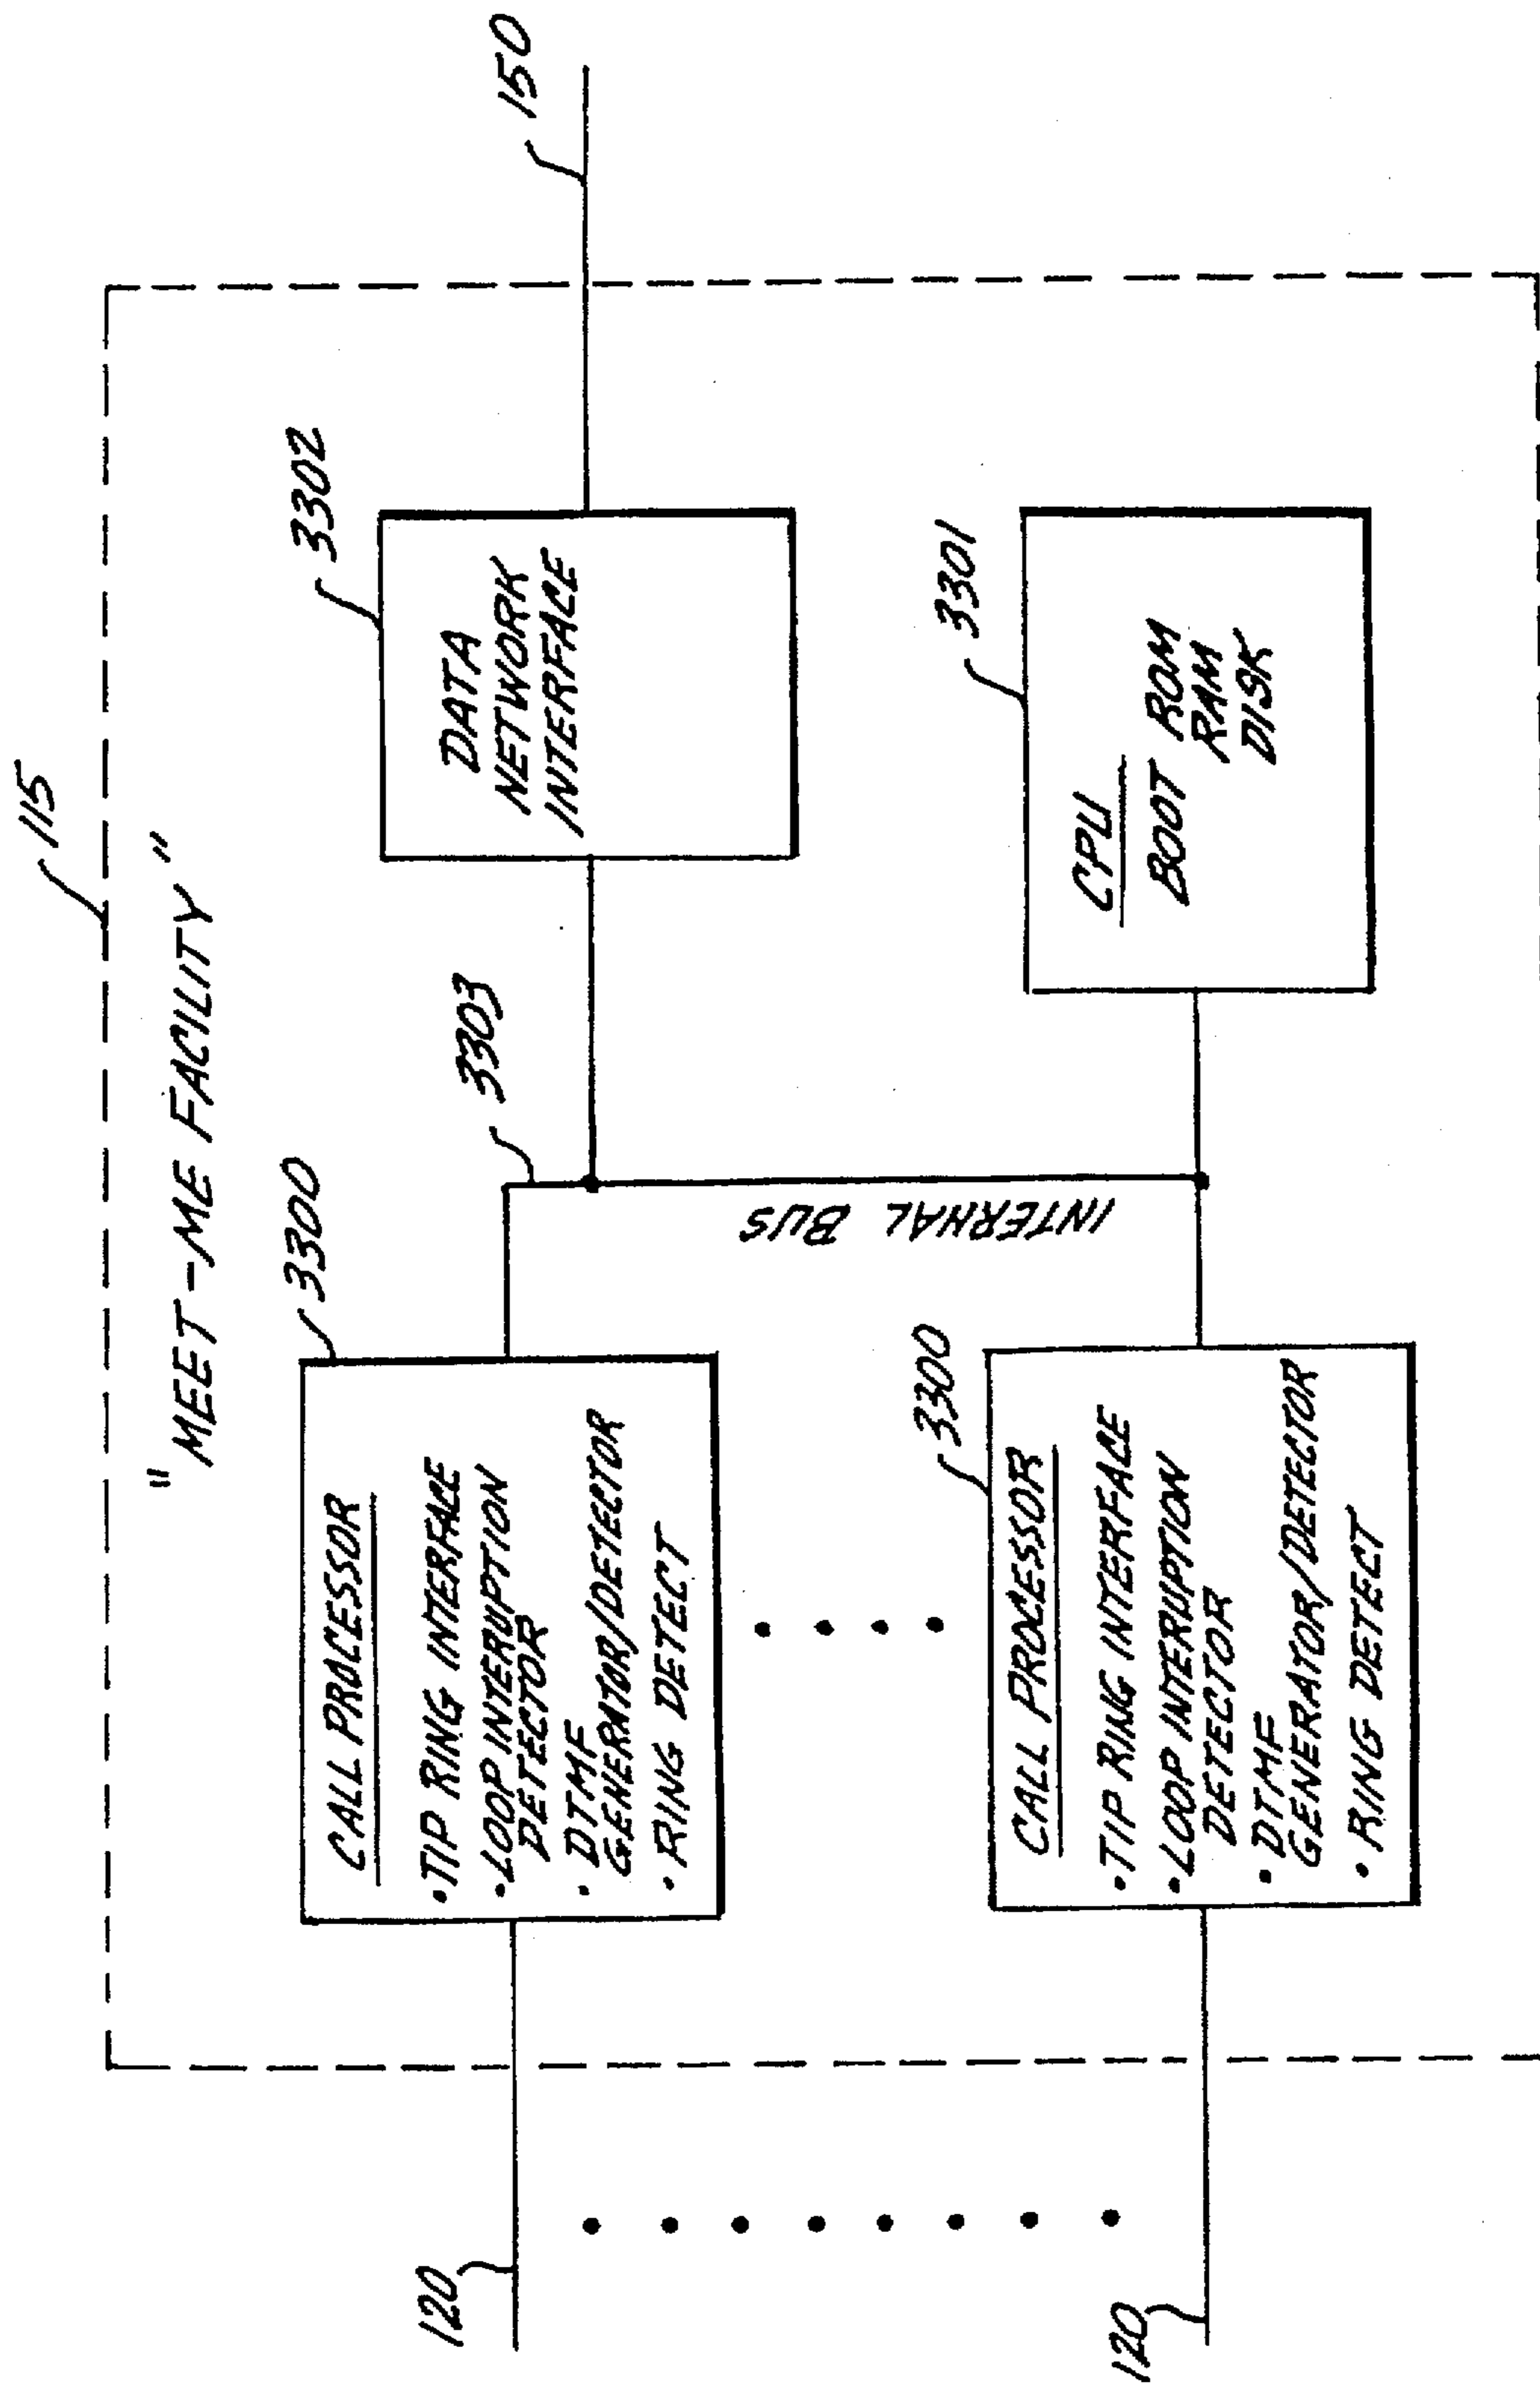 115
"MEET-ME FACILITY"
3300
CALL PROCESSOR
•TIP RING INTERFACE
•LOOP INTERRUPTION
DETECTOR
• DTMF
GENERATOR/DETECTOR
• RING DETECT
3303
INTERNAL BUS
3302
DATA
NETWORK
INTERFACE
150
120
3300
CALL PROCESSOR
•TIP RING INTERFACE
•LOOP INTERRUPTION
DETECTOR
• DTMF
GENERATOR/DETECTOR
• RING DETECT
3301
CPU
BOOT ROM
RAM
DISK
120